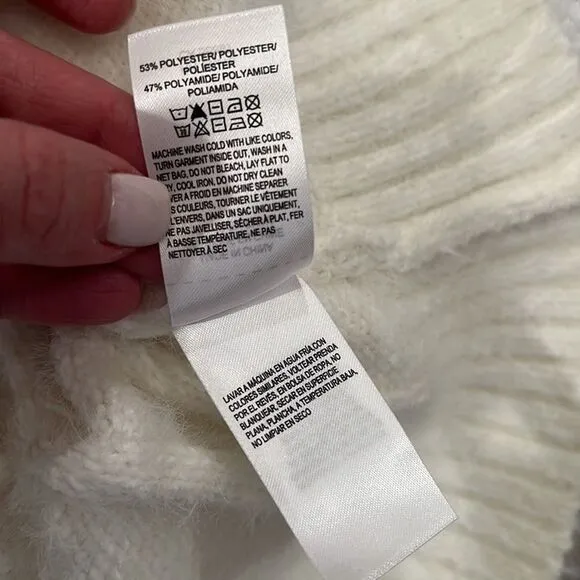 53% POLYESTER/ POLYESTER/
POLÍESTER
47% POLYAMIDE/ POLYAMIDE/
POLIAMIDA
MACHINE WASH COLD WITH LIKE COLORS,
TURN GARMENT INSIDE OUT, WASH IN A
NET BAG, DO NOT BLEACH, LAY FLAT TO
COOL IRON, DO NOT DRY CLEAN
VER À FROID EN MACHINE SEPARER
COULEURS, TOURNER LE VÊTEMENT
L'ENVERS, DANS UN SAC UNIQUEMENT,
NE PAS JAVELLISER, SÉCHER À PLAT, FER
À BASSE TEMPÉRATURE, NE PAS
NETTOYER À SEC
LAVAR A MÁQUINA EN AGUA FRÍA CON
COLORES SIMILARES, VOLTEAR PRENDA
POR EL REVÉS, EN BOLSA DE ROPA, NO
BLANQUEAR, SECAR EN SUPERFICIE
PLANA, PLANCHA, A TEMPERATURA BAJA,
NO LIMPIAR EN SECO